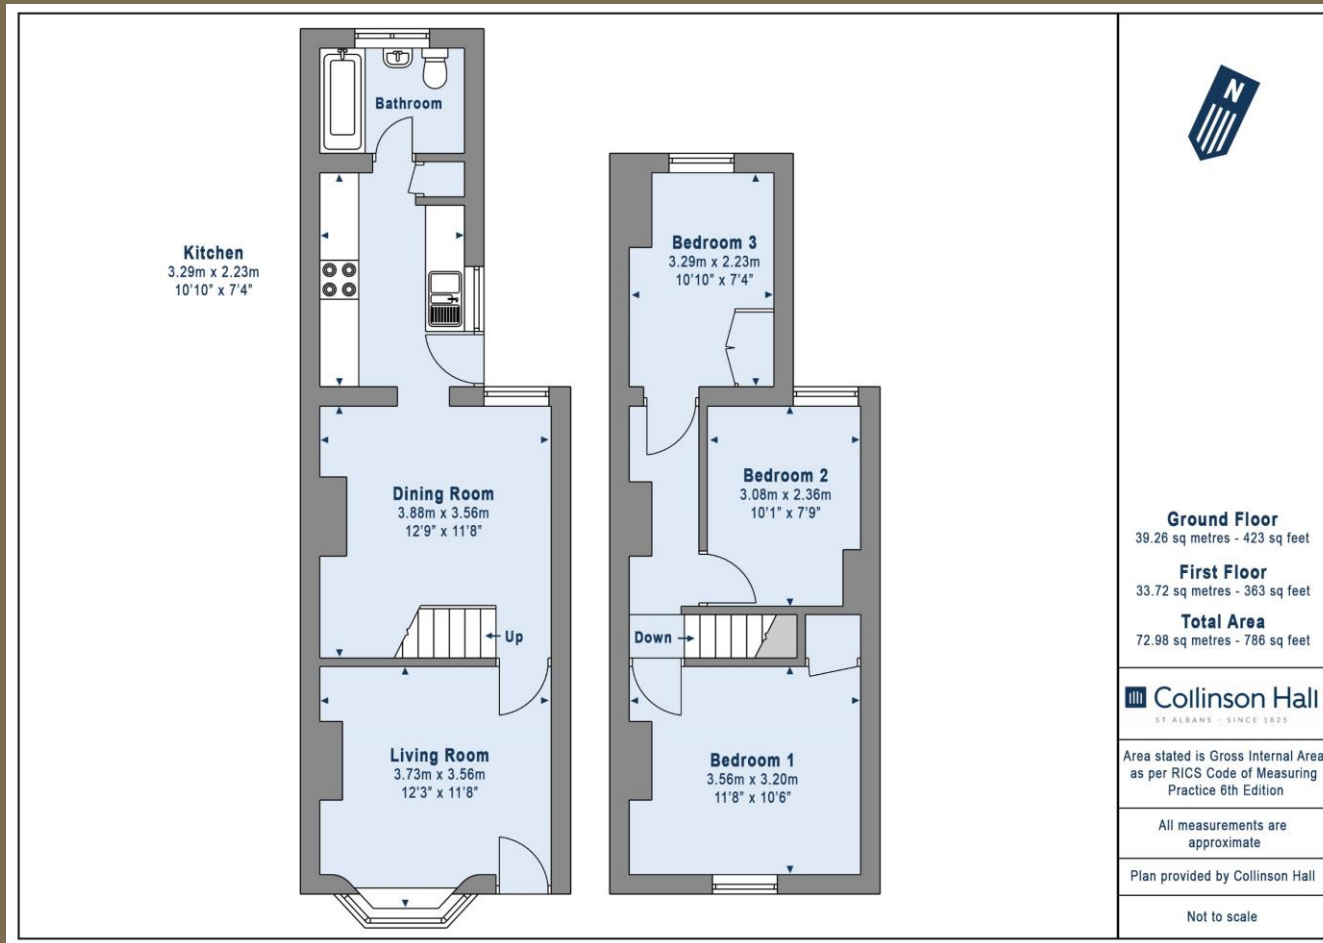 Bathroom
Kitchen
3.29m x 2.23m
10'10" x 7'4"
Dining Room
3.88m x 3.56m
12'9" x 11'8"
Up
Living Room
3.73m x 3.56m
12'3" x 11'8"
Bedroom 3
3.29m x 2.23m
10'10" x 7'4"
Bedroom 2
3.08m x 2.36m
10'1" x 7'9"
Down
Bedroom 1
3.56m x 3.20m
11'8" x 10'6"
N
Ground Floor
39.26 sq metres - 423 sq feet
First Floor
33.72 sq metres - 363 sq feet
Total Area
72.98 sq metres - 786 sq feet
Collinson Hall
ST ALBANS - SINCE 1825
Area stated is Gross Internal Area
as per RICS Code of Measuring
Practice 6th Edition
All measurements are
approximate
Plan provided by Collinson Hall
Not to scale